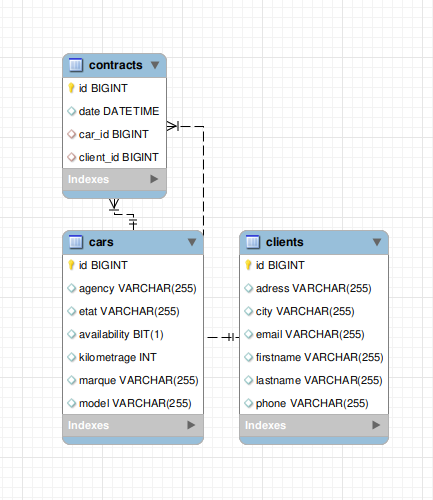 contracts
id BIGINT
date DATETIME
car_id BIGINT
client_id BIGINT
Indexes
cars
id BIGINT
agency VARCHAR(255)
etat VARCHAR(255)
availability BIT(1)
kilometrage INT
marque VARCHAR(255)
model VARCHAR(255)
Indexes
clients
id BIGINT
adress VARCHAR(255)
city VARCHAR(255)
email VARCHAR(255)
firstname VARCHAR(255)
lastname VARCHAR(255)
phone VARCHAR(255)
Indexes